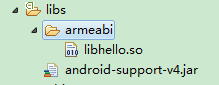 libs
armeabi
libhello.so
android-support-v4.jar